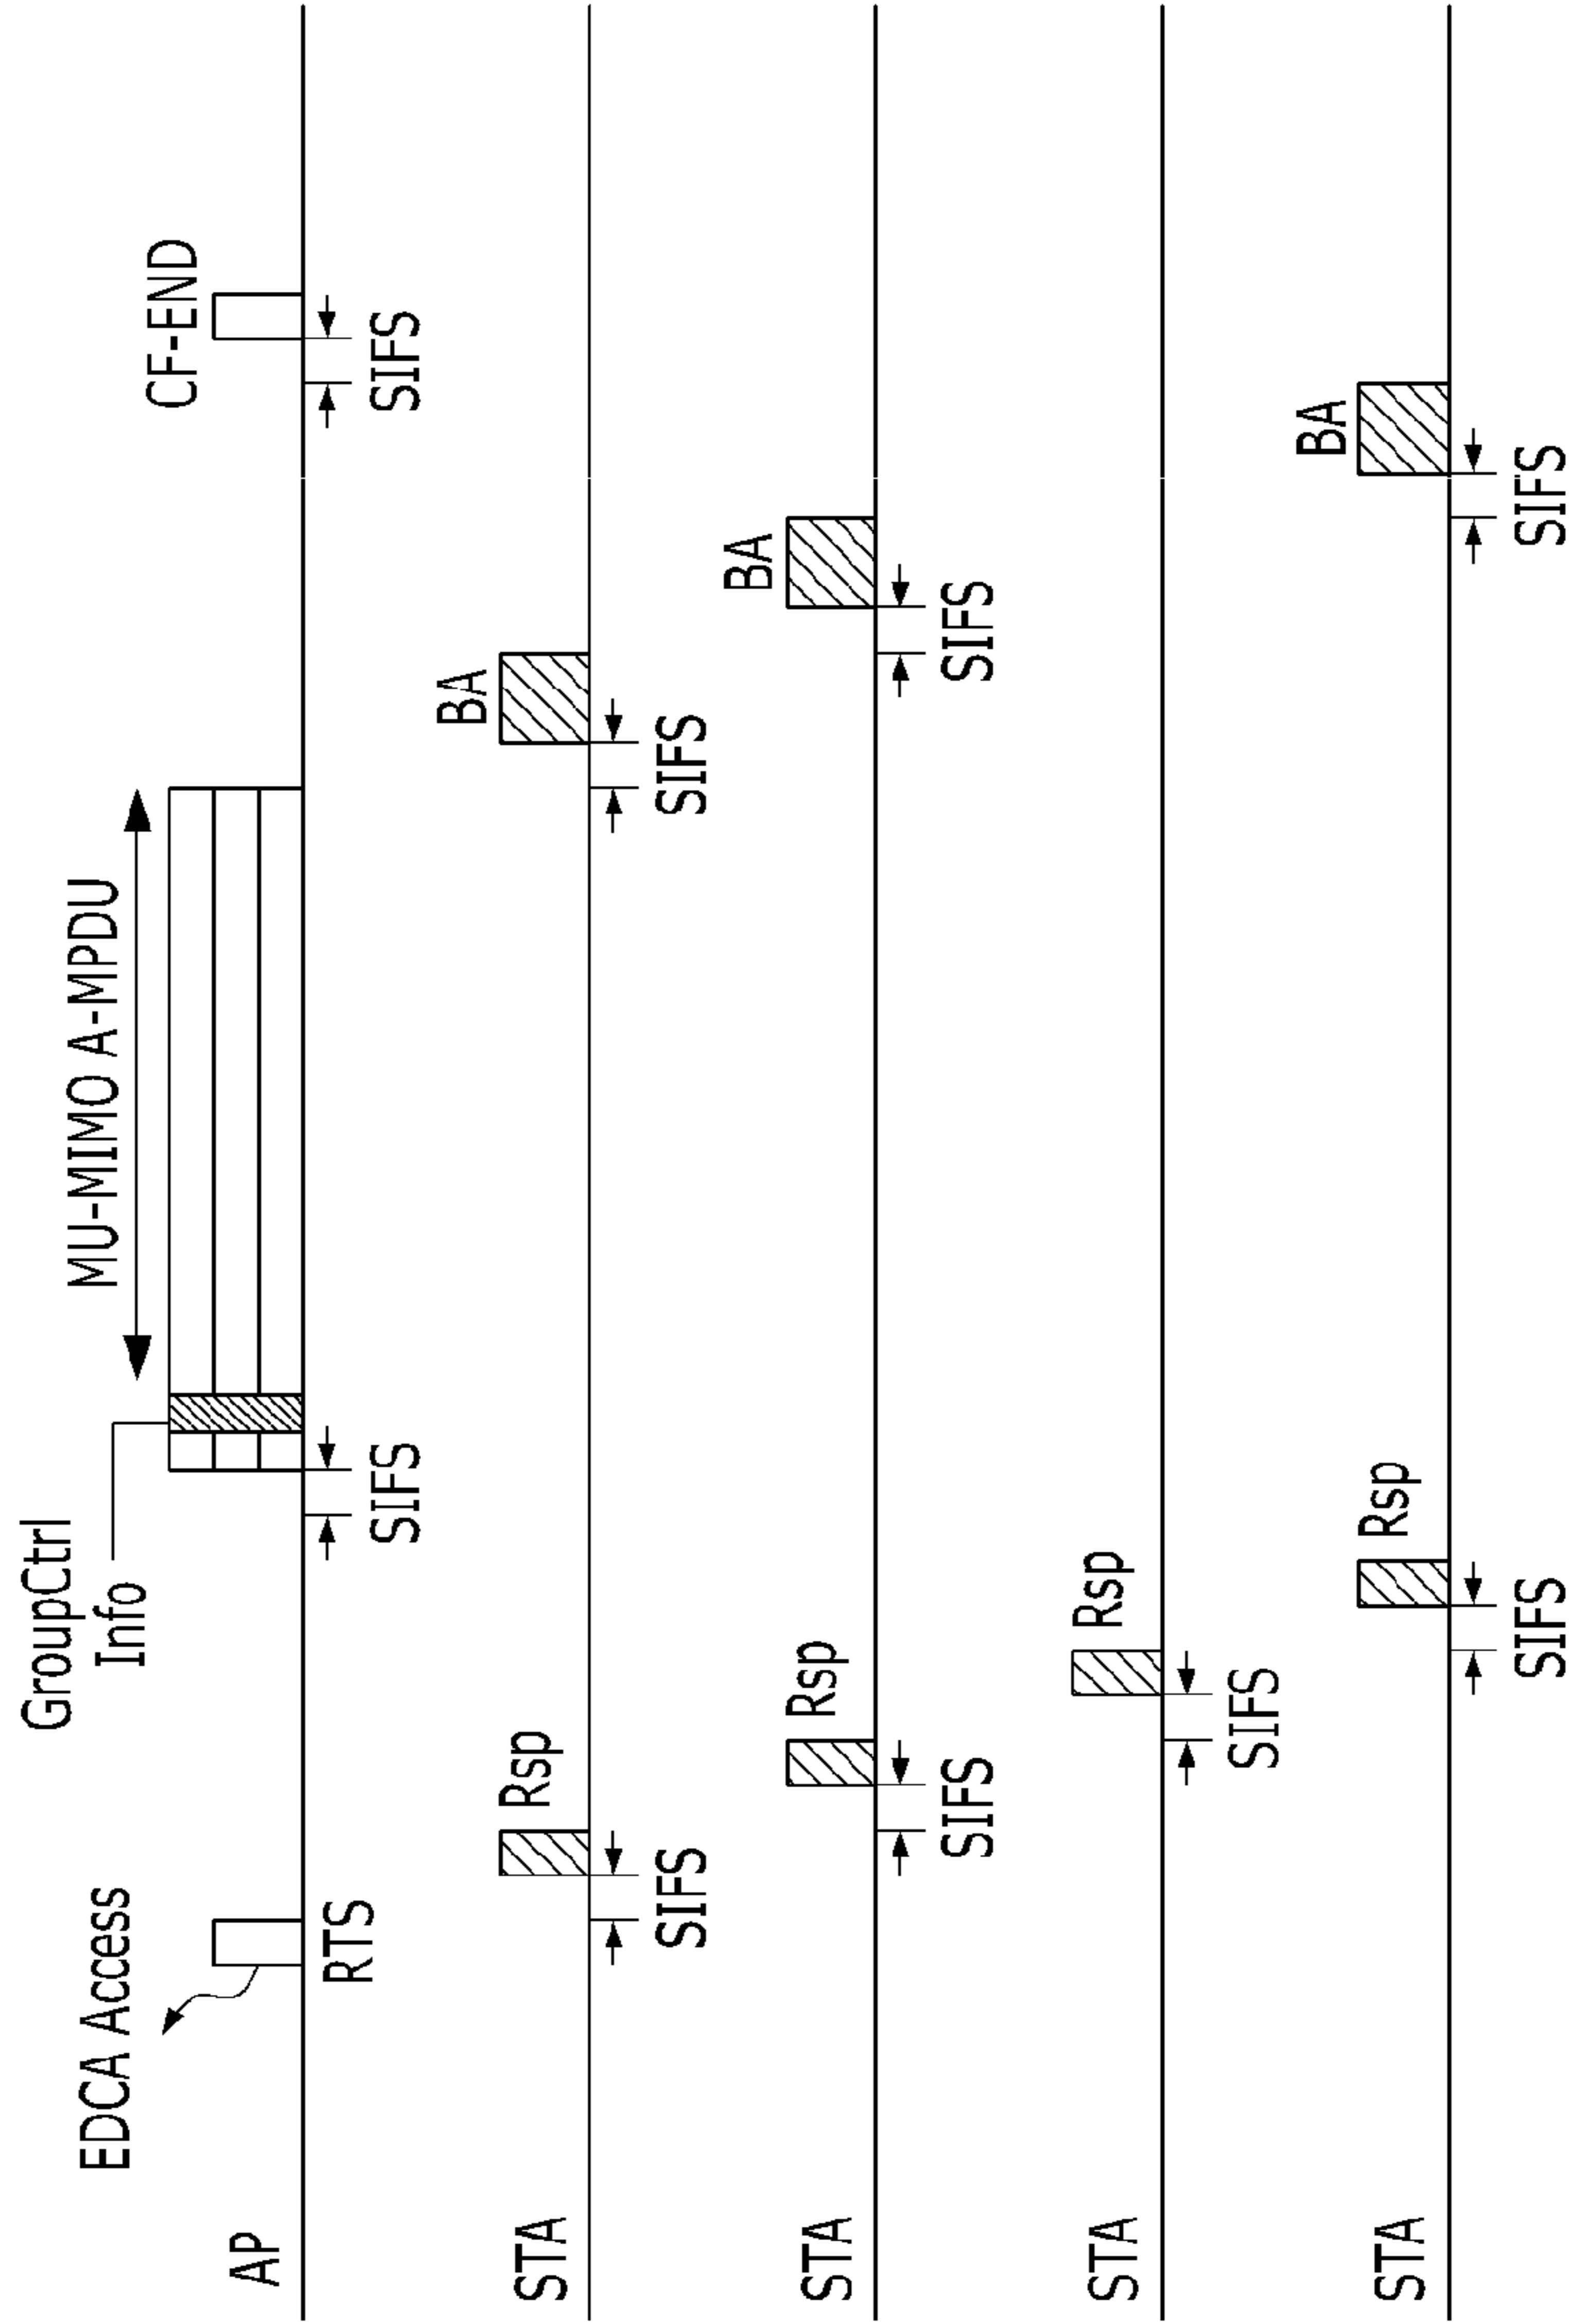 EDCA Access
GroupCtrl
Info
MU-MIMO A-MPDU
CF-END
AP
RTS
SIFS
SIFS
STA
Rsp
BA
SIFS
SIFS
STA
Rsp
BA
SIFS
SIFS
STA
Rsp
SIFS
STA
Rsp
BA
SIFS
SIFS